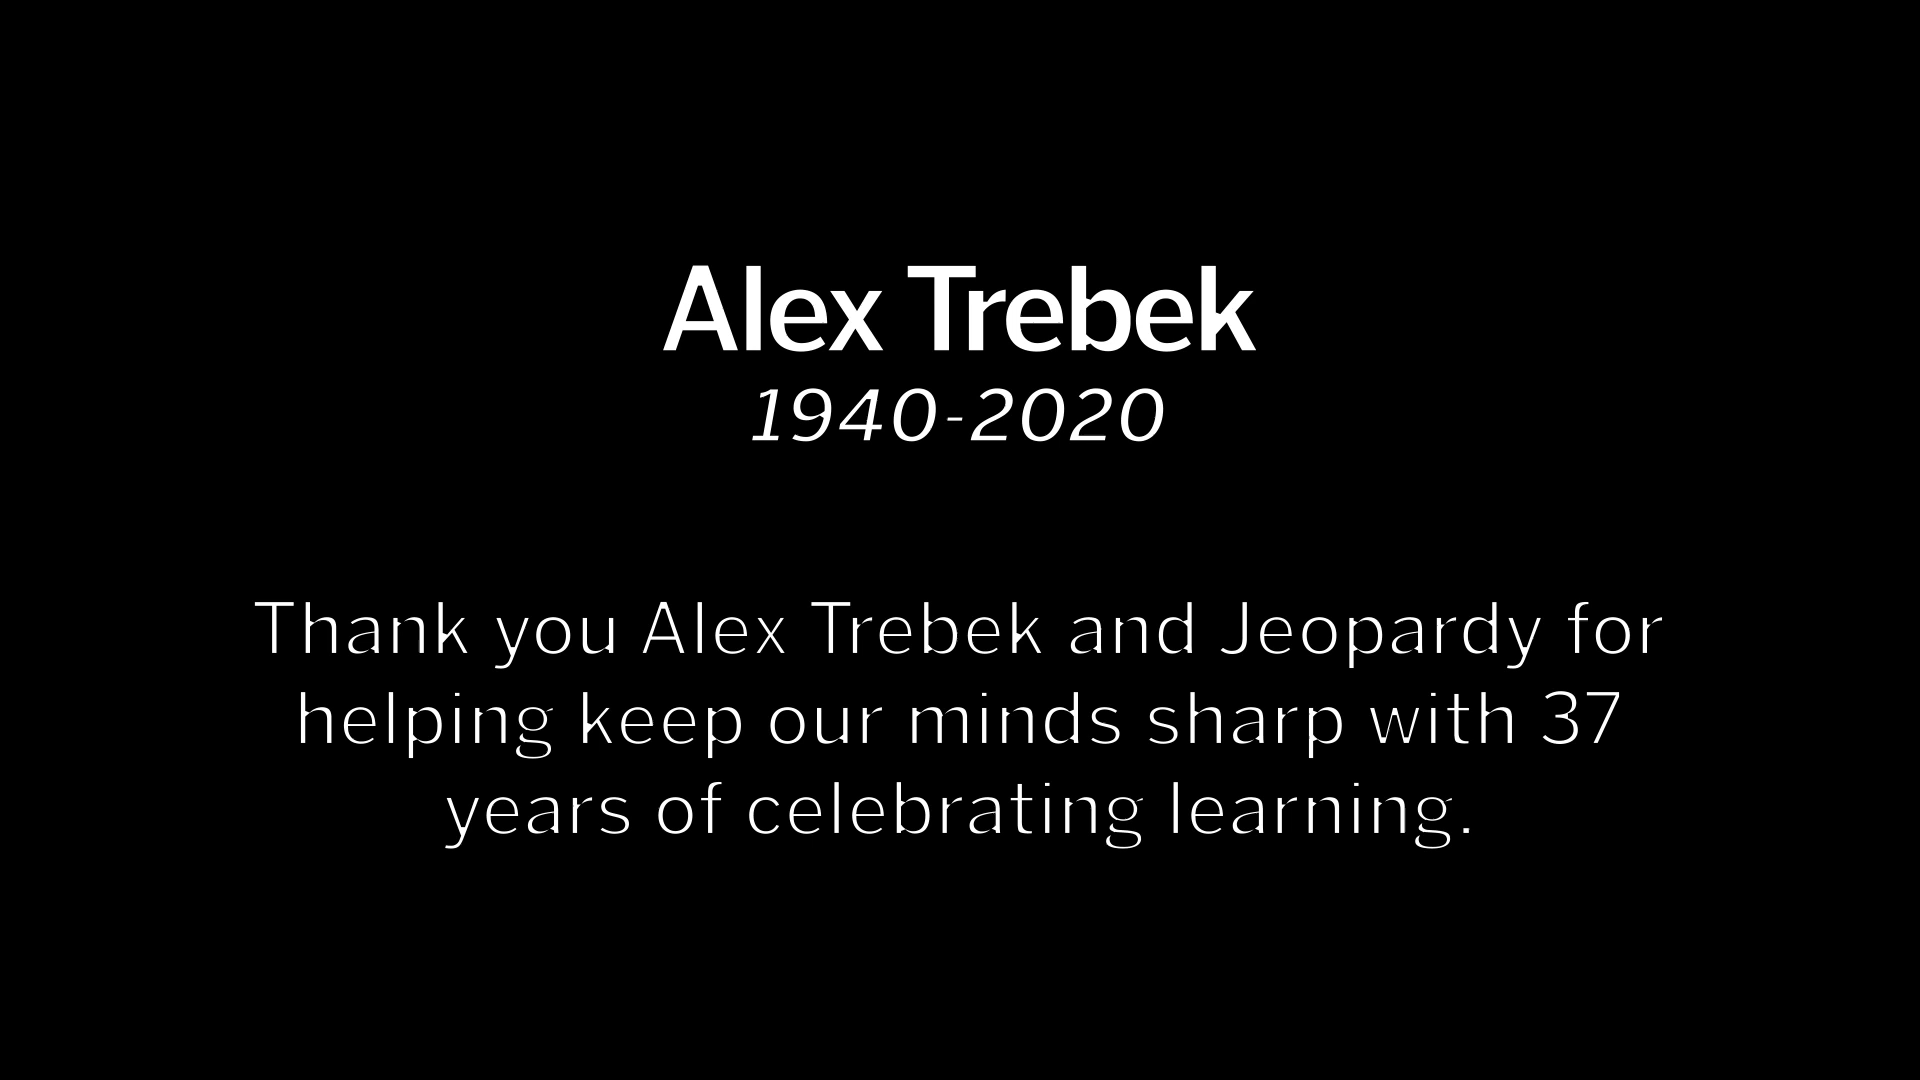 Alex Trebek
1940-2020
Thank you Alex Trebek and Jeopardy for
helping keep our minds sharp with 37
years of celebrating learning.